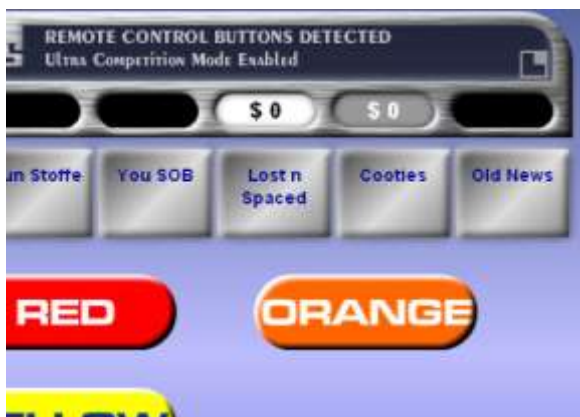 REMOTE CONTROL BUTTONS DETECTED
Ultra Competition Mode Enabled
$ 0 $ 0
un Stoffe You SOB Lost n Cooties Old News
Spaced
RED ORANGE
ELLOW